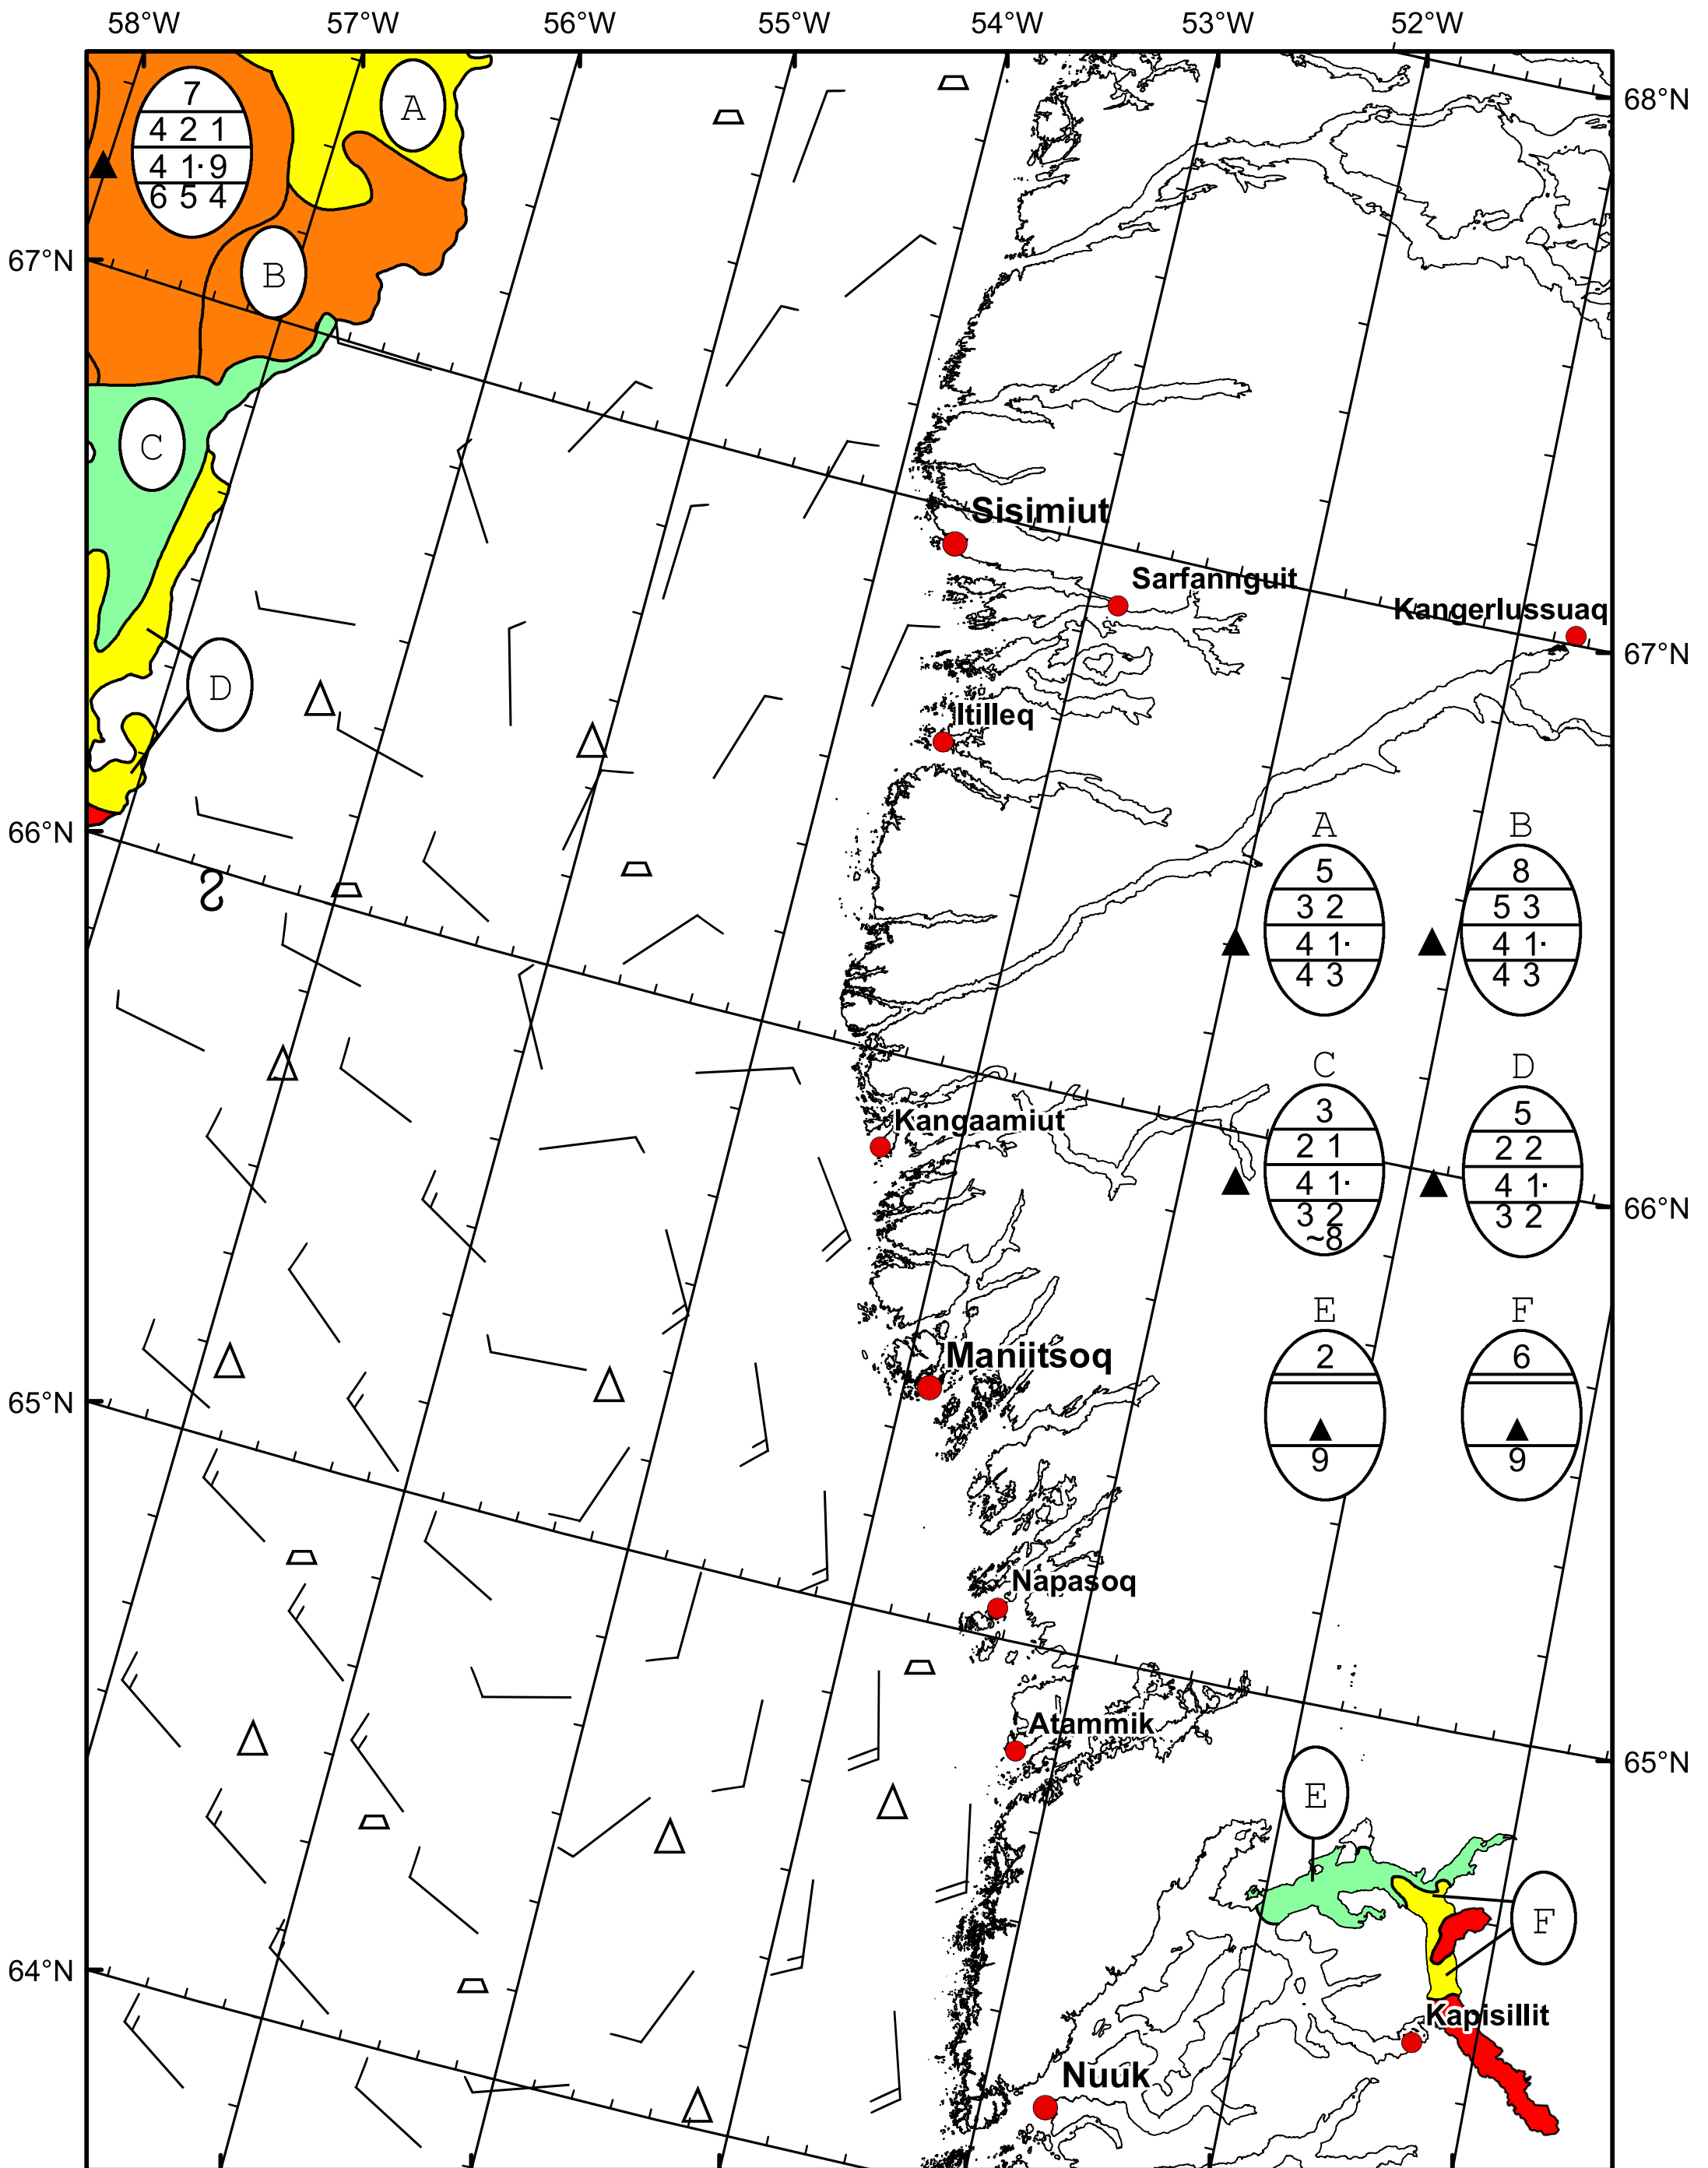 58°W 57°W 56°W 55°W 54°W 53°W 52°W
68°N
7
4 2 1
4 1· 9
6 5 4
A
67°N
B
C
Sisimiut
Sarfannguit
Kangerlussuaq
67°N
D
Itilleq
66°N
A
5
3 2
4 1·
4 3
B
8
5 3
4 1·
4 3
Kangaamiut
C
3
2 1
4 1·
3 2
~8
D
5
2 2
4 1·
3 2
66°N
E
2
9
F
6
9
Maniitsoq
65°N
Napasoq
Atammik
65°N
E
F
64°N
Kapisillit
Nuuk